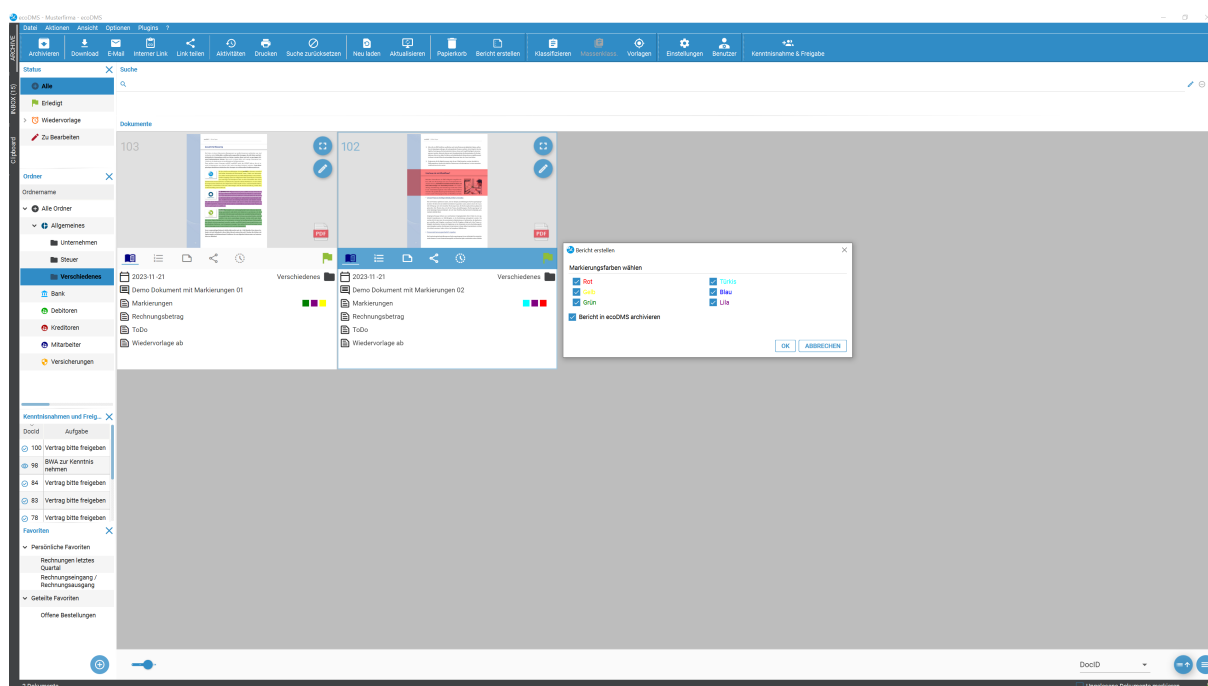 ecoDMS - Musterfirma - ecoDMS
Datei Aktionen Ansicht Optionen Plugins ?
Archivieren Download E-Mail Interner Link Link teilen Aktivitäten Drucken Suche zurücksetzen Neu laden Aktualisieren Papierkorb Bericht erstellen Klassifizieren Massenklass. Vorlagen Einstellungen Benutzer Kenntnisnahme & Freigabe
ARCHIVE
INBOX (15)
Clipboard
Status
Alle
Erledigt
Wiedervorlage
Zu Bearbeiten
Ordner
Ordnername
Alle Ordner
Allgemeines
Unternehmen
Steuer
Verschiedenes
Bank
Debitoren
Kreditoren
Mitarbeiter
Versicherungen
Kenntnisnahmen und Freig...
DocId Aufgabe
100 Vertrag bitte freigeben
98 BWA zur Kenntnis
nehmen
84 Vertrag bitte freigeben
83 Vertrag bitte freigeben
78 Vertrag bitte freigeben
Favoriten
Persönliche Favoriten
Rechnungen letztes
Quartal
Rechnungseingang /
Rechnungsausgang
Geteilte Favoriten
Offene Bestellungen
Suche
Dokumente
103
PDF
2023-11-21 Verschiedenes
Demo Dokument mit Markierungen 01
Markierungen
Rechnungsbetrag
ToDo
Wiedervorlage ab
102
PDF
2023-11-21 Verschiedenes
Demo Dokument mit Markierungen 02
Markierungen
Rechnungsbetrag
ToDo
Wiedervorlage ab
Bericht erstellen
Markierungsfarben wählen
Rot Türkis
Gelb Blau
Grün Lila
Bericht in ecoDMS archivieren
OK ABBRECHEN
DocID